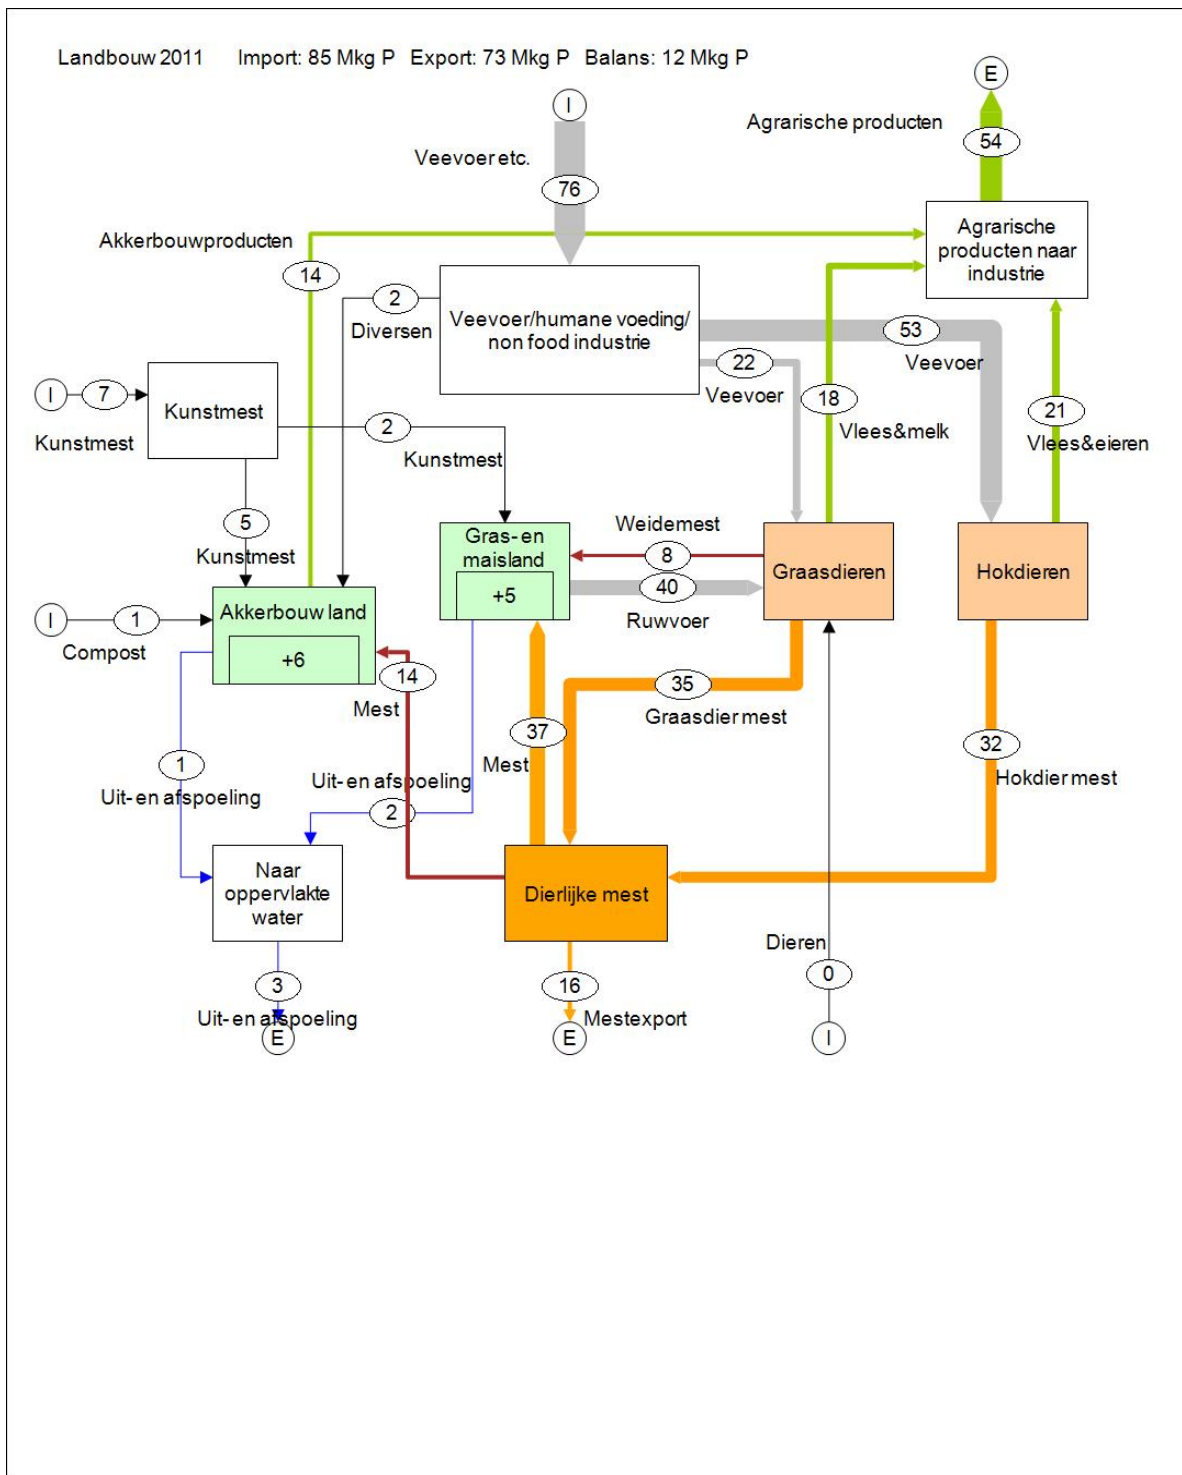 Landbouw 2011 Import: 85 Mkg P Export: 73 Mkg P Balans: 12 Mkg P
E
I
Agrarische producten
54
Veevoer etc.
76
Akkerbouwproducten
14
Agrarische
producten naar
industrie
2
Diversen
Veevoer/humane voeding/
non food industrie
53
Veevoer
22
Veevoer
I
7
Kunstmest
Kunstmest
2
Kunstmest
18
Vlees&melk
21
Vlees&eieren
5
Kunstmest
Gras- en
maisland
+5
Weidemest
8
40
Ruwvoer
Graasdieren
Hokdieren
I
1
Compost
Akkerbouw land
+6
14
Mest
35
Graasdier mest
37
Mest
32
Hokdier mest
1
Uit- en afspoeling
Uit- en afspoeling
2
Naar
oppervlakte
water
Dierlijke mest
Dieren
0
3
Uit- en afspoeling
E
16
Mestexport
E
I